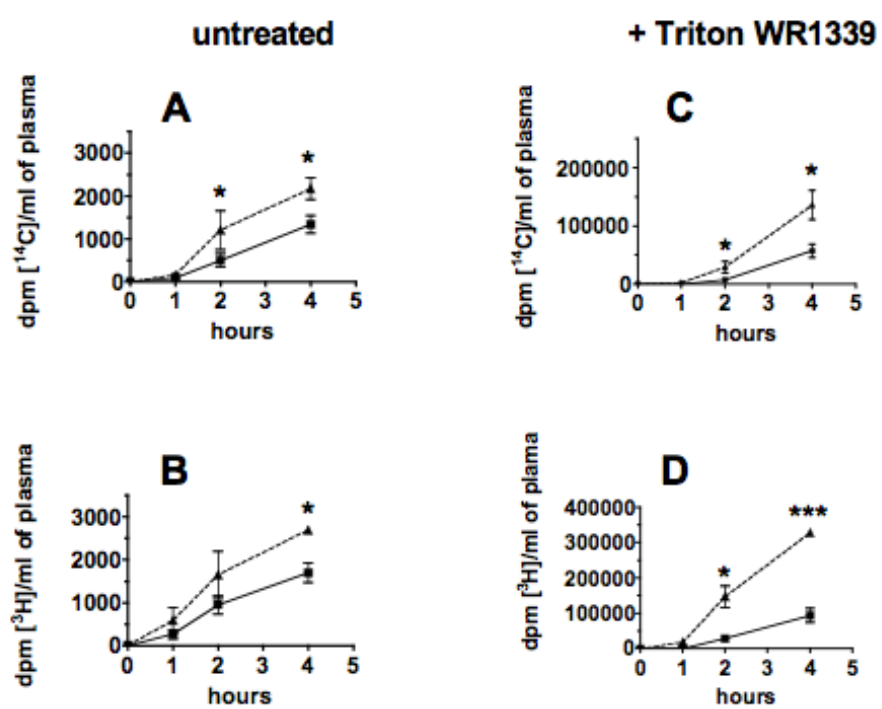 untreated
+ Triton WR1339
A
dpm [¹⁴C]/ml of plasma
3000
2000
1000
0
0 1 2 3 4 5
hours
* *
C
dpm [¹⁴C]/ml of plasma
200000
100000
0
0 1 2 3 4 5
hours
* *
B
dpm [³H]/ml of plasma
3000
2000
1000
0
0 1 2 3 4 5
hours
*
D
dpm [³H]/ml of plama
400000
300000
200000
100000
0
0 1 2 3 4 5
hours
* ***